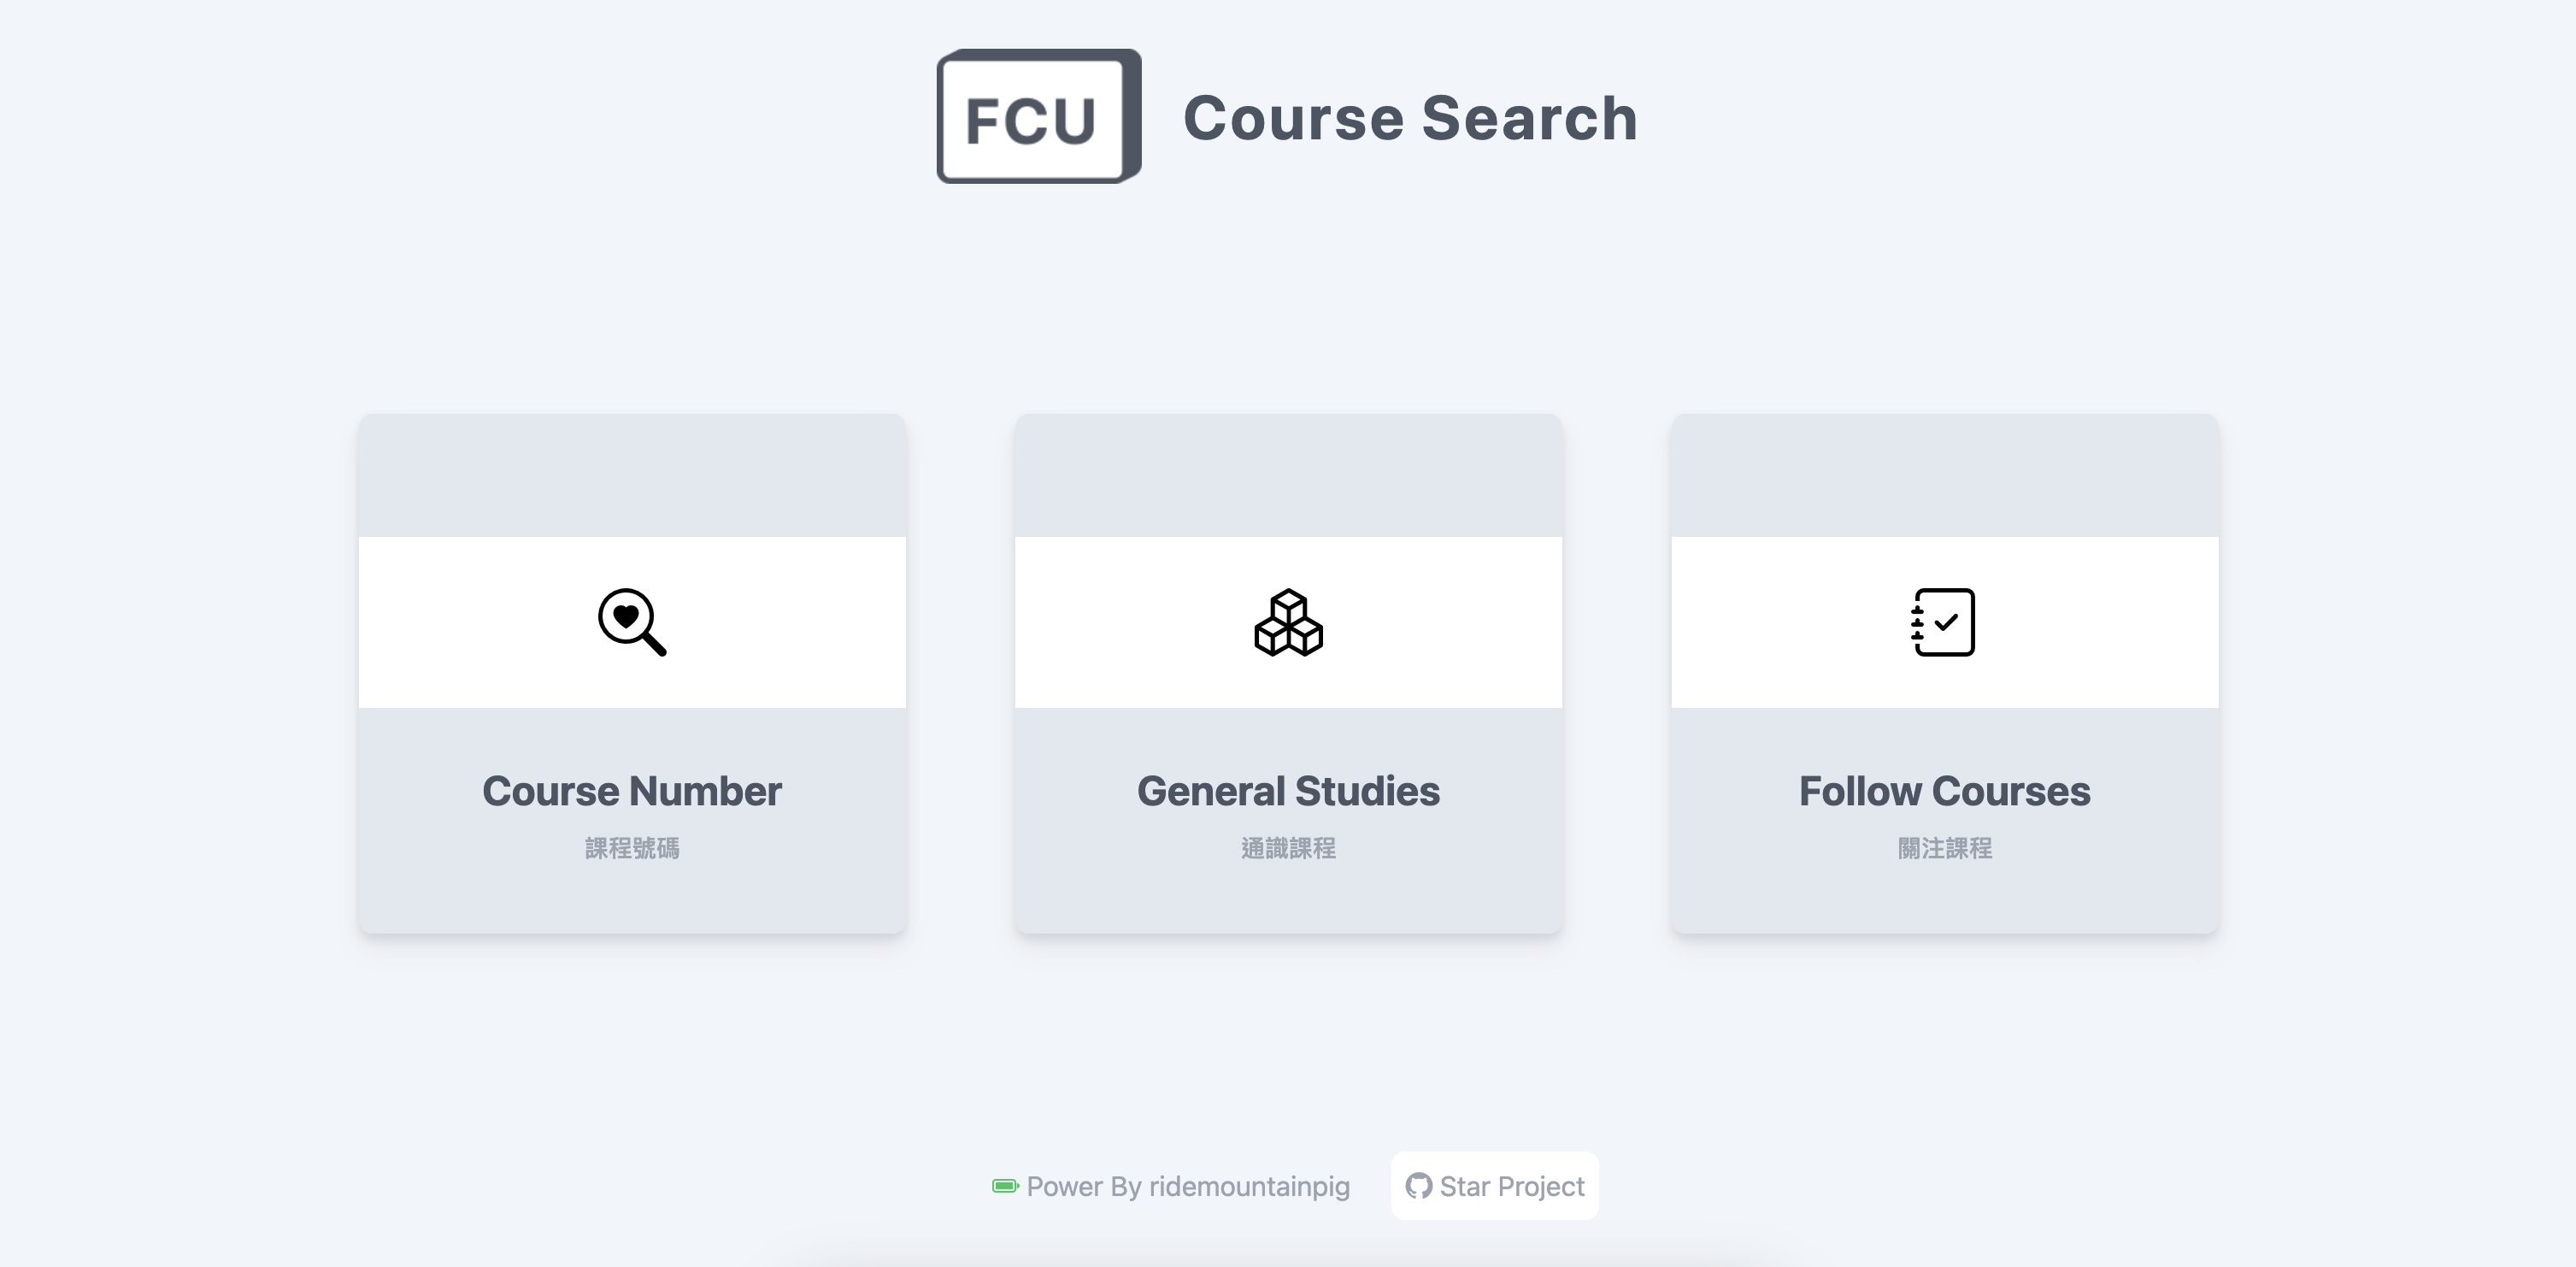 FCU
Course Search
Course Number
課程號碼
General Studies
通識課程
Follow Courses
關注課程
Power By ridemountainpig
Star Project